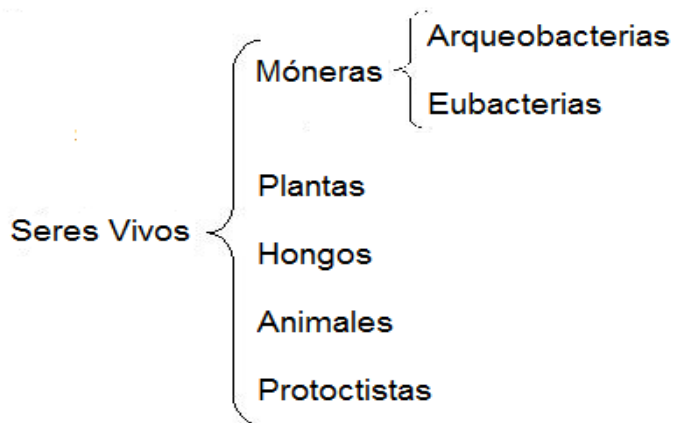 Arqueobacterias
Móneras
Eubacterias
Plantas
Seres Vivos
Hongos
Animales
Protoctistas